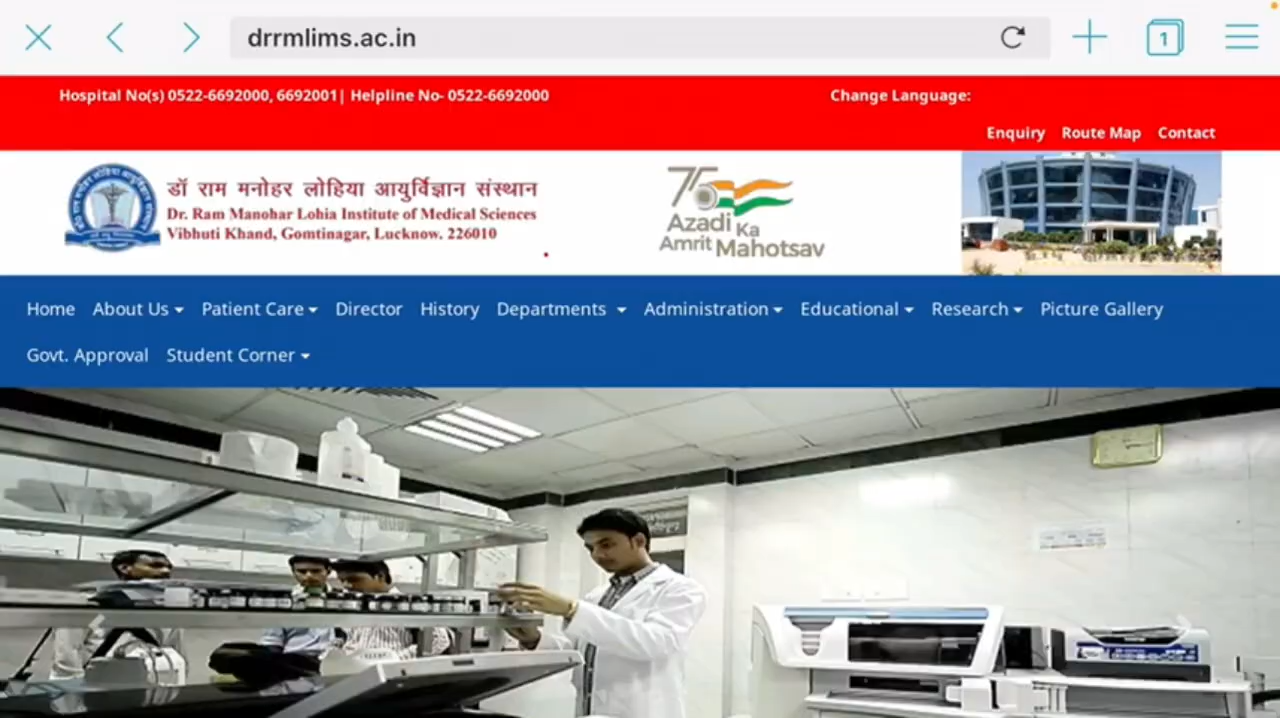 drrmlims.ac.in
1
Hospital No(s) 0522-6692000, 6692001| Helpline No- 0522-6692000
Change Language:
Enquiry Route Map Contact
डॉ राम मनोहर लोहिया आयुर्विज्ञान संस्थान
Dr. Ram Manohar Lohia Institute of Medical Sciences
Vibhuti Khand, Gomtinagar, Lucknow. 226010
75
Azadi Ka
Amrit Mahotsav
Home About Us Patient Care Director History Departments Administration Educational Research Picture Gallery
Govt. Approval Student Corner